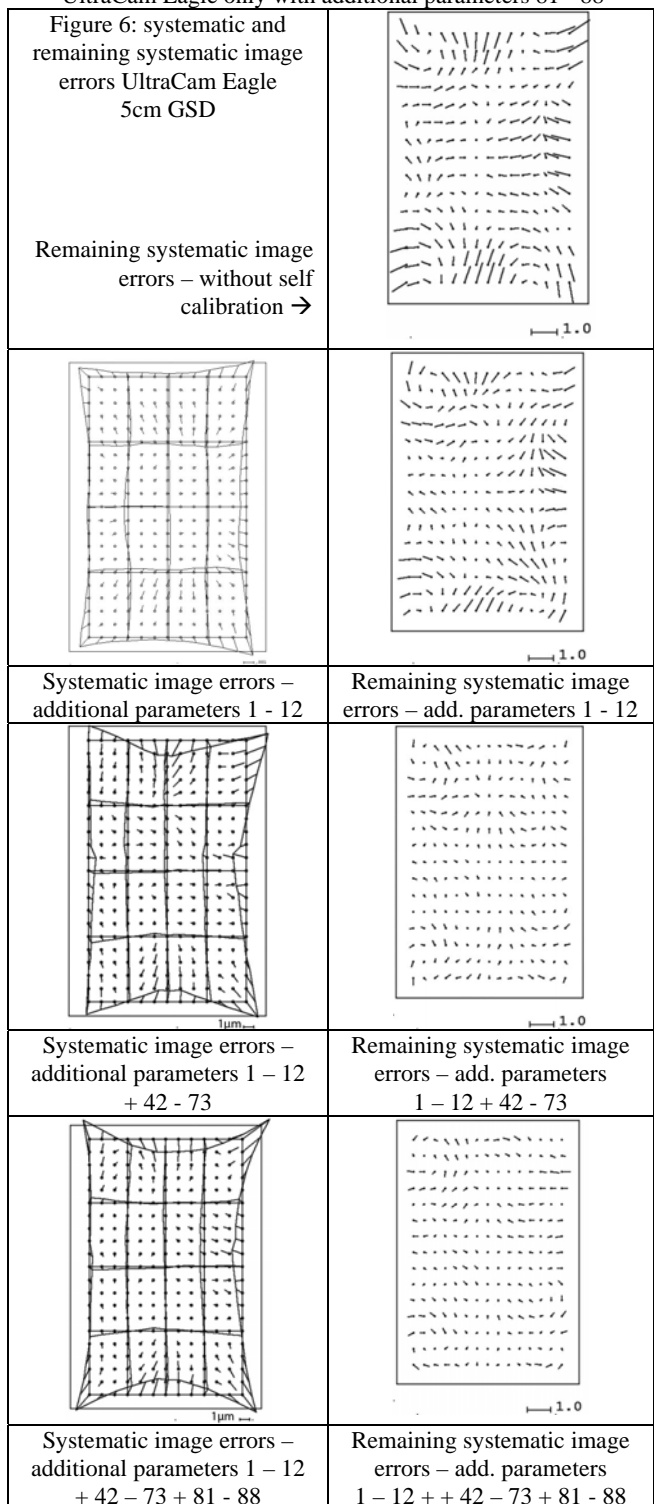 UltraCam Eagle only with additional parameters 81 - 88
Figure 6: systematic and
remaining systematic image
errors UltraCam Eagle
5cm GSD
Remaining systematic image
errors – without self
calibration →
1.0
1.0
Systematic image errors –
additional parameters 1 - 12
Remaining systematic image
errors – add. parameters 1 - 12
1µm
1.0
Systematic image errors –
additional parameters 1 – 12
+ 42 - 73
Remaining systematic image
errors – add. parameters
1 – 12 + 42 - 73
1µm
1.0
Systematic image errors –
additional parameters 1 – 12
+ 42 – 73 + 81 - 88
Remaining systematic image
errors – add. parameters
1 – 12 + + 42 – 73 + 81 - 88